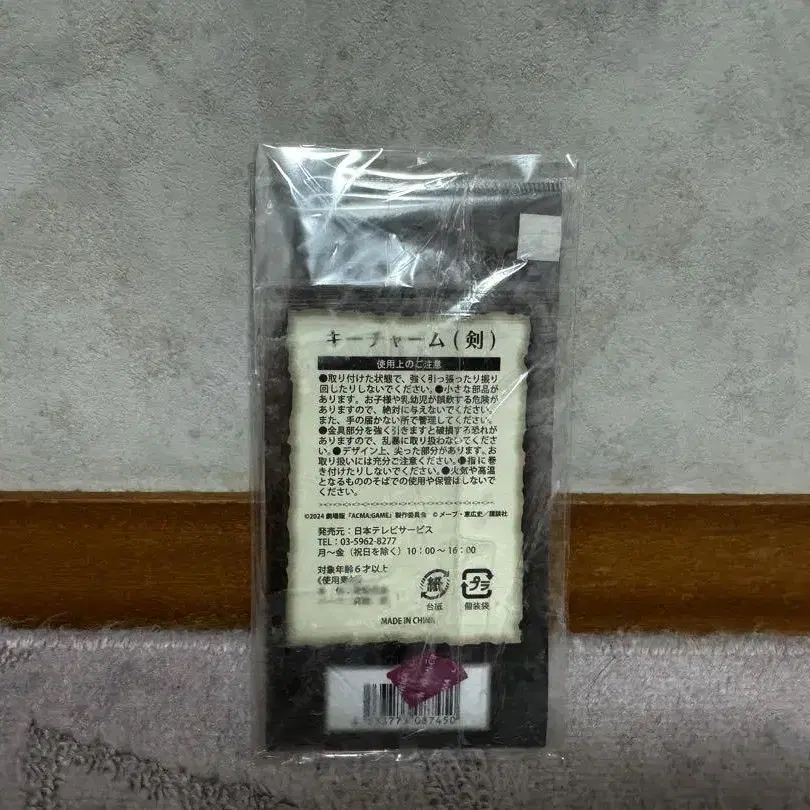 キーチャーム(剣)
使用上のご注意
●取り付けた状態で、強く引っ張ったり振り
回したりしないでください。●小さな部品が
あります。お子様や乳幼児が誤飲する危険が
ありますので、絶対に与えないでください。
また、手の届かない所で管理してください。
●金具部分を強く引きますと破損する恐れが
ありますので、乱暴に取り扱わないでくださ
い。●デザイン上、尖った部分があります。お
取り扱いには充分ご注意ください。●指に巻
き付けたりしないでください。●火気や高温
となるもののそばでの使用や保管はしないで
ください。
©2024 劇場版『ACMA:GAME』製作委員会 ©メーブ・恵広史/講談社
発売元:日本テレビサービス
TEL:03-5962-8277
月~金(祝日を除く)10:00~16:00
対象年齢6才以上
《使用素
紙
台紙
プラ
個装袋
MADE IN CHINA